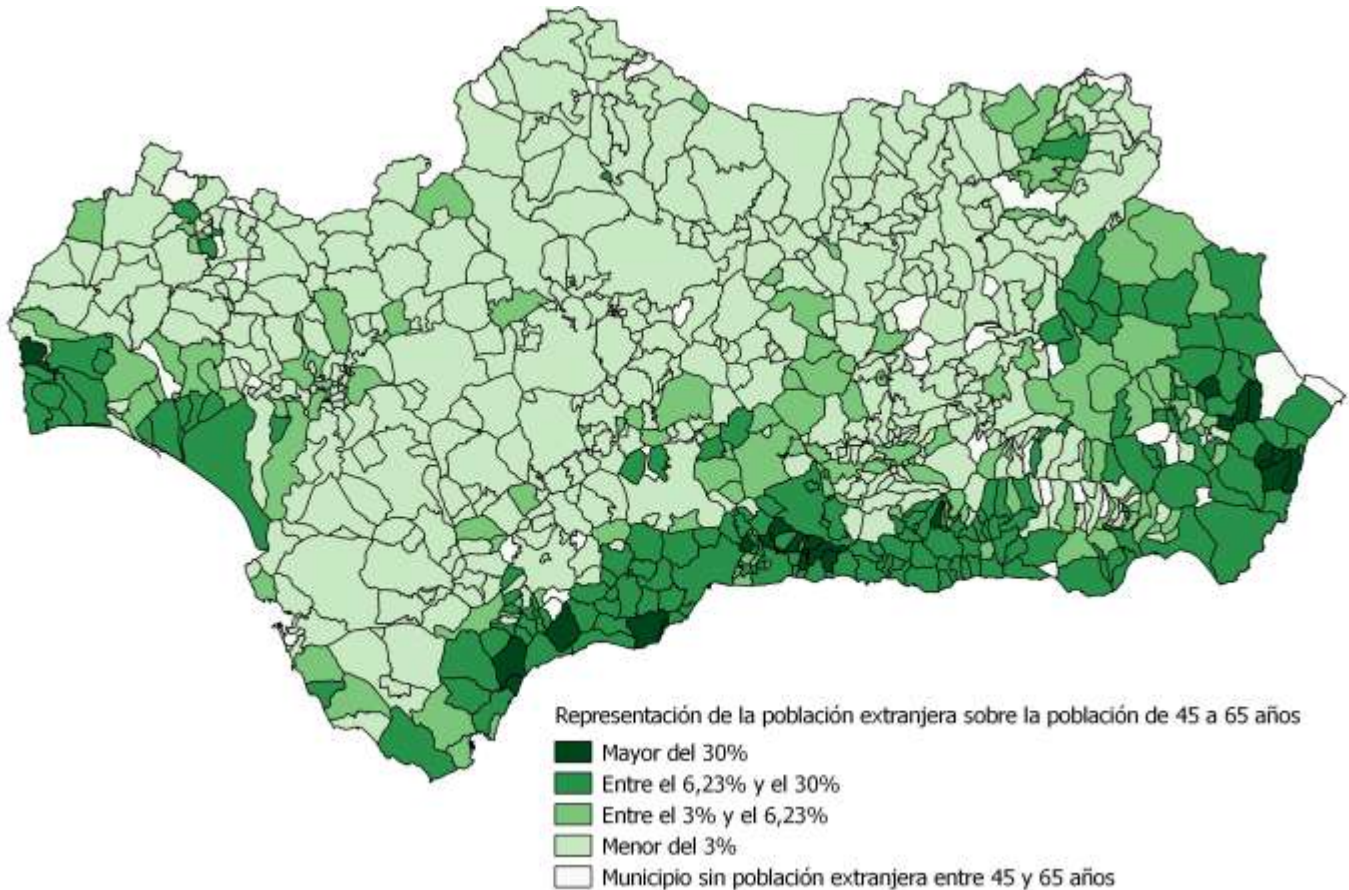 Representación de la población extranjera sobre la población de 45 a 65 años
Mayor del 30%
Entre el 6,23% y el 30%
Entre el 3% y el 6,23%
Menor del 3%
Municipio sin población extranjera entre 45 y 65 años